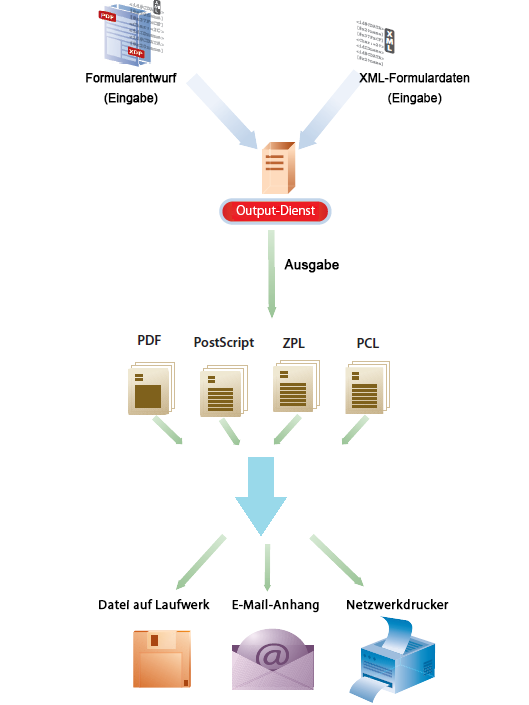 PDF
XDP
XML
Formularentwurf
(Eingabe)
XML-Formulardaten
(Eingabe)
Output-Dienst
Ausgabe
PDF
PostScript
ZPL
PCL
Datei auf Laufwerk
E-Mail-Anhang
Netzwerkdrucker
@